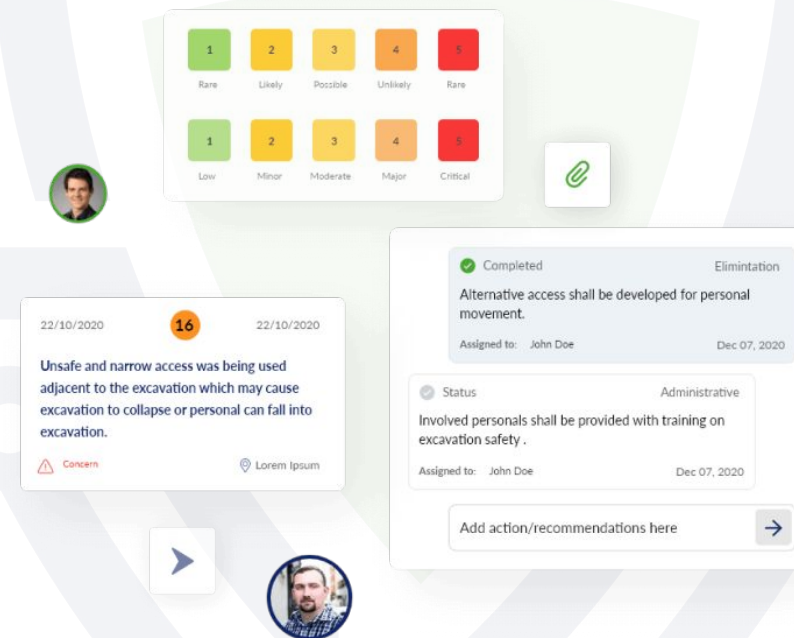 1 2 3 4 5
Rare Likely Possible Unlikely Rare
1 2 3 4 5
Low Minor Moderate Major Critical
22/10/2020 16 22/10/2020
Unsafe and narrow access was being used
adjacent to the excavation which may cause
excavation to collapse or personal can fall into
excavation.
Concern Lorem Ipsum
Completed Elimintation
Alternative access shall be developed for personal
movement.
Assigned to: John Doe Dec 07, 2020
Status Administrative
Involved personals shall be provided with training on
excavation safety .
Assigned to: John Doe Dec 07, 2020
Add action/recommendations here